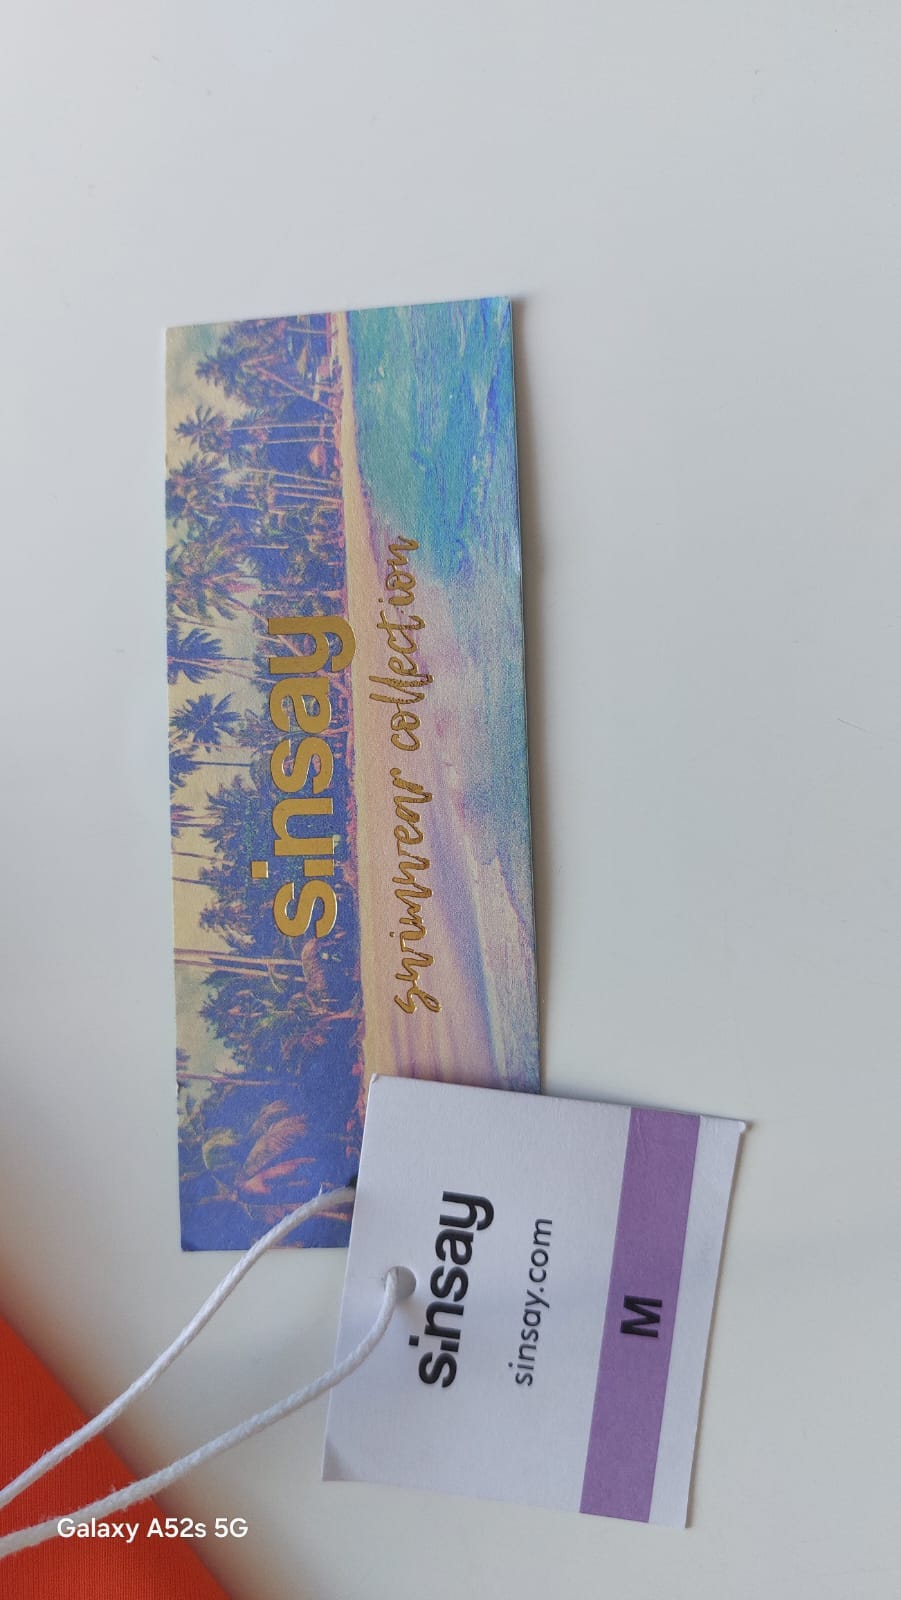 sinsay
swimwear collection
sinsay
sinsay.com
M
Galaxy A52s 5G